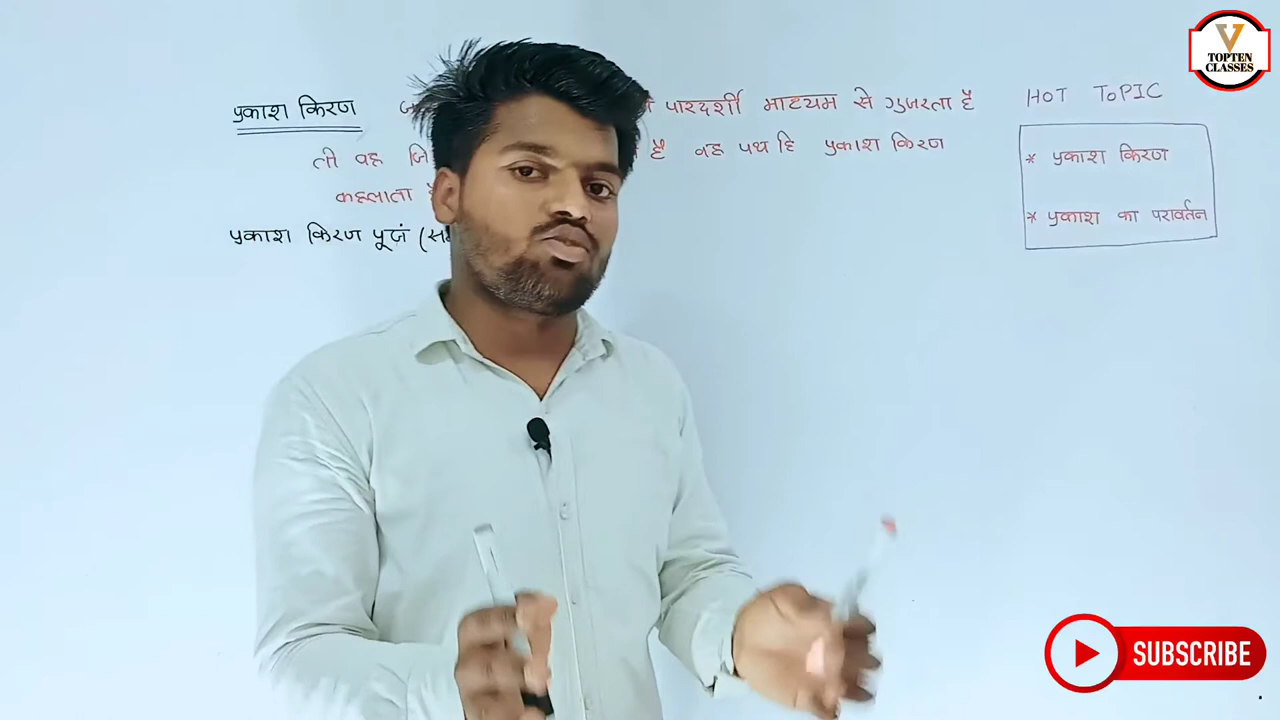 प्रकाश किरण पारदर्शी माध्यम से गुजरता है
तो वह है वह पथ हि प्रकाश किरण
कहलाता
प्रकाश किरण पूजं
HOT TOPIC
* प्रकाश किरण
* प्रकाश का परावर्तन
V
TOPTEN
CLASSES
SUBSCRIBE